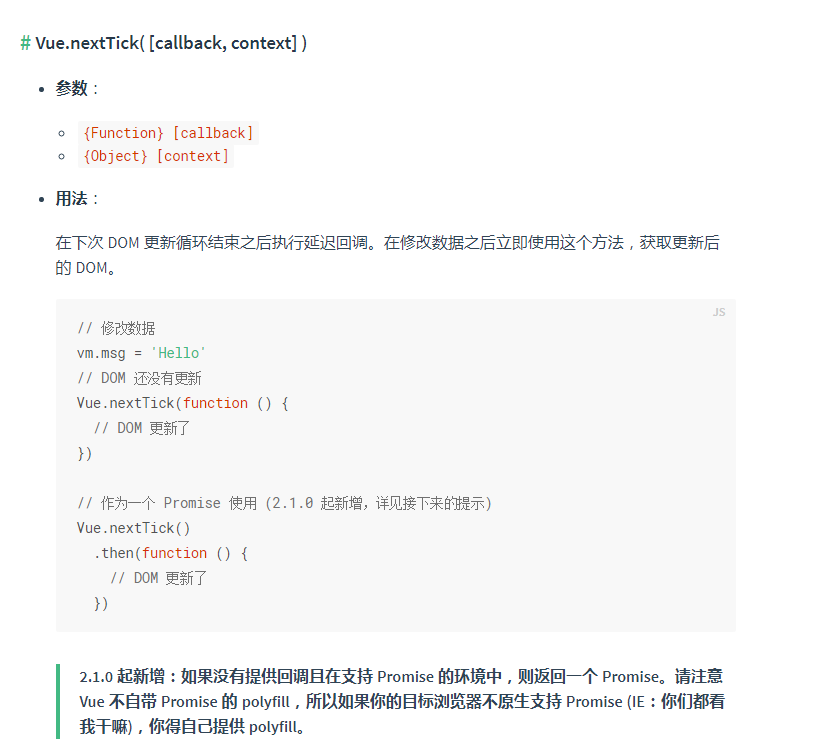 # Vue.nextTick( [callback, context] )
参数：
{Function} [callback]
{Object} [context]
用法：
在下次 DOM 更新循环结束之后执行延迟回调。在修改数据之后立即使用这个方法，获取更新后
的 DOM。
JS
// 修改数据
vm.msg = 'Hello'
// DOM 还没有更新
Vue.nextTick(function () {
  // DOM 更新了
})

// 作为一个 Promise 使用 (2.1.0 起新增，详见接下来的提示)
Vue.nextTick()
  .then(function () {
    // DOM 更新了
  })
2.1.0 起新增：如果没有提供回调且在支持 Promise 的环境中，则返回一个 Promise。请注意
Vue 不自带 Promise 的 polyfill，所以如果你的目标浏览器不原生支持 Promise (IE：你们都看
我干嘛)，你得自己提供 polyfill。